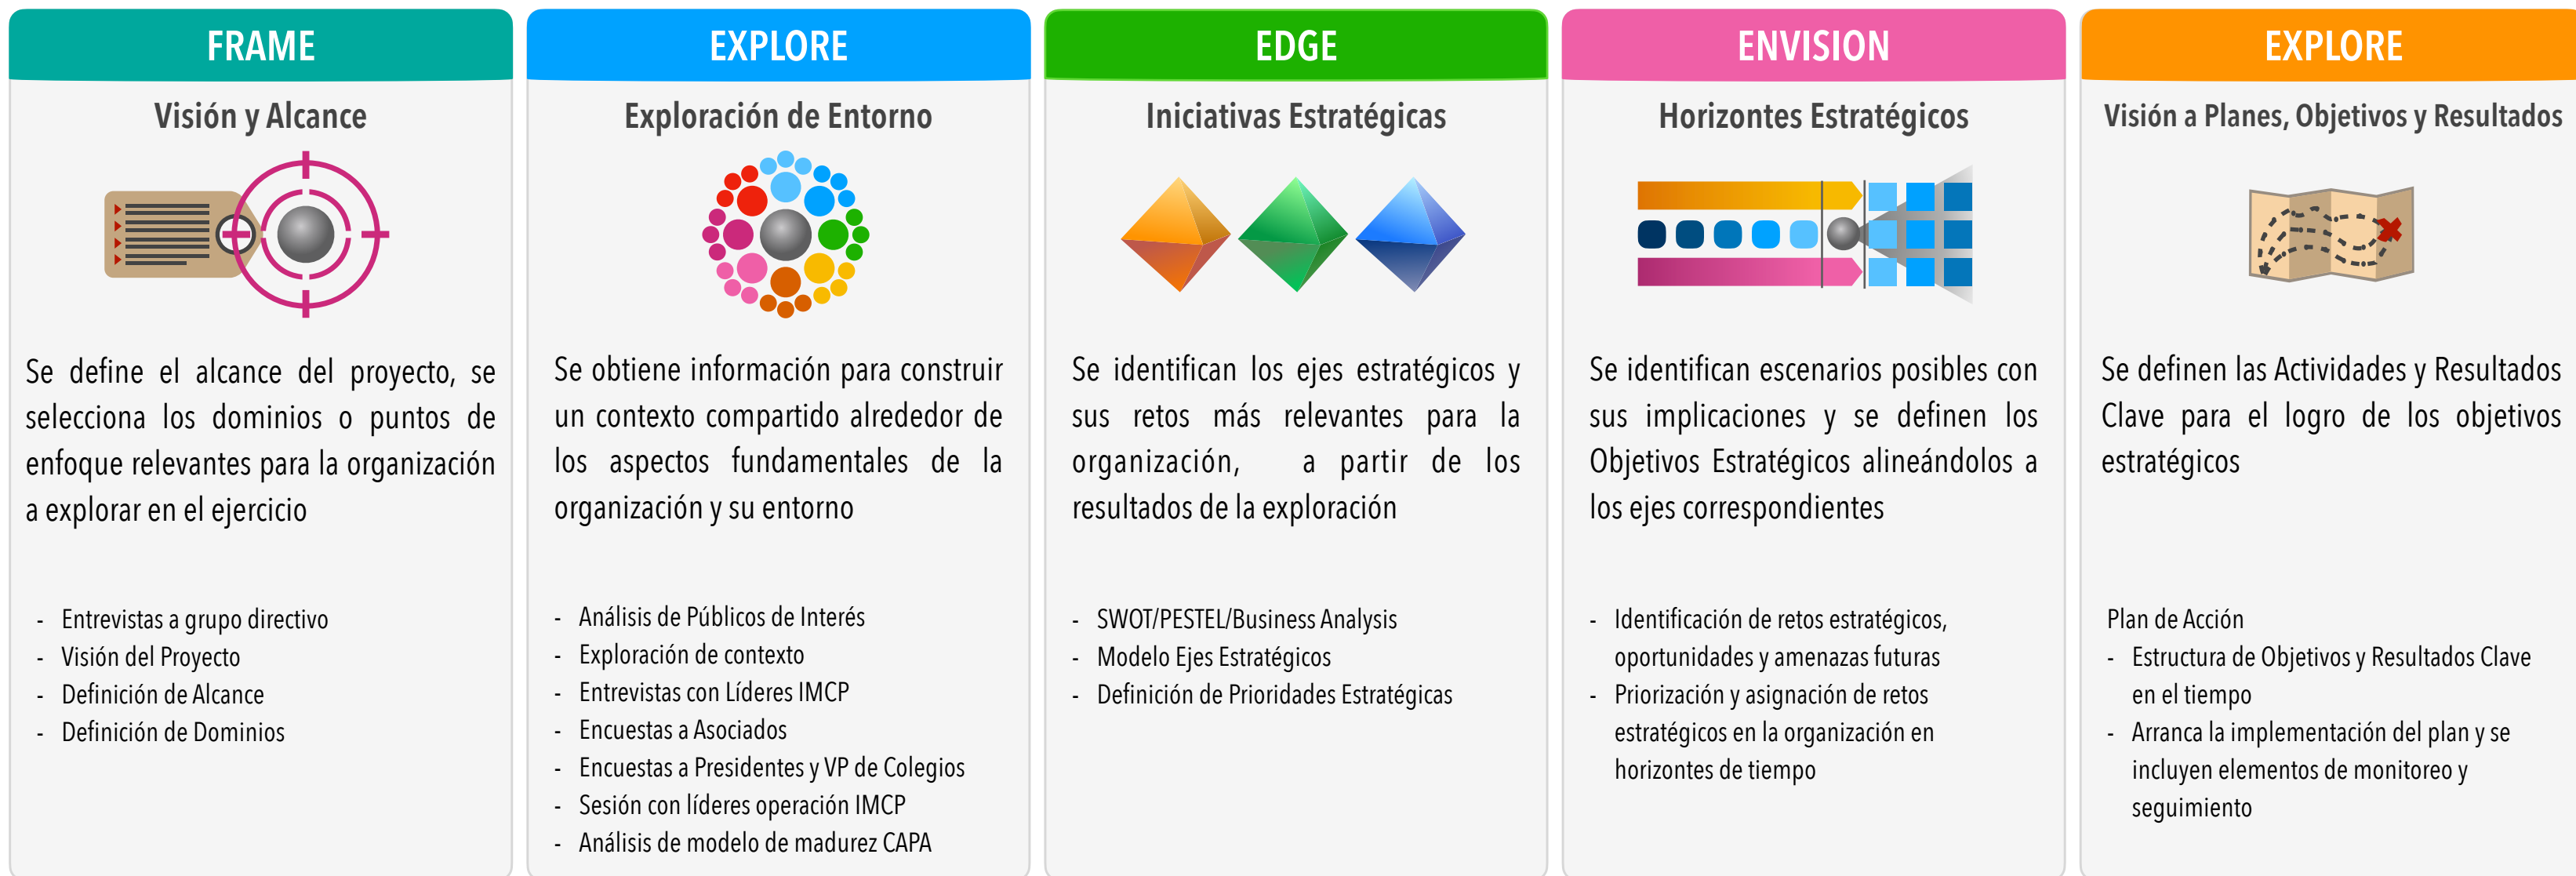 FRAME
Visión y Alcance
Se define el alcance del proyecto, se
selecciona los dominios o puntos de
enfoque relevantes para la organización
a explorar en el ejercicio
- Entrevistas a grupo directivo
- Visión del Proyecto
- Definición de Alcance
- Definición de Dominios
EXPLORE
Exploración de Entorno
Se obtiene información para construir
un contexto compartido alrededor de
los aspectos fundamentales de la
organización y su entorno
- Análisis de Públicos de Interés
- Exploración de contexto
- Entrevistas con Líderes IMCP
- Encuestas a Asociados
- Encuestas a Presidentes y VP de Colegios
- Sesión con líderes operación IMCP
- Análisis de modelo de madurez CAPA
EDGE
Iniciativas Estratégicas
Se identifican los ejes estratégicos y
sus retos más relevantes para la
organización, a partir de los
resultados de la exploración
- SWOT/PESTEL/Business Analysis
- Modelo Ejes Estratégicos
- Definición de Prioridades Estratégicas
ENVISION
Horizontes Estratégicos
Se identifican escenarios posibles con
sus implicaciones y se definen los
Objetivos Estratégicos alineándolos a
los ejes correspondientes
- Identificación de retos estratégicos,
oportunidades y amenazas futuras
- Priorización y asignación de retos
estratégicos en la organización en
horizontes de tiempo
EXPLORE
Visión a Planes, Objetivos y Resultados
Se definen las Actividades y Resultados
Clave para el logro de los objetivos
estratégicos
Plan de Acción
- Estructura de Objetivos y Resultados Clave
en el tiempo
- Arranca la implementación del plan y se
incluyen elementos de monitoreo y
seguimiento